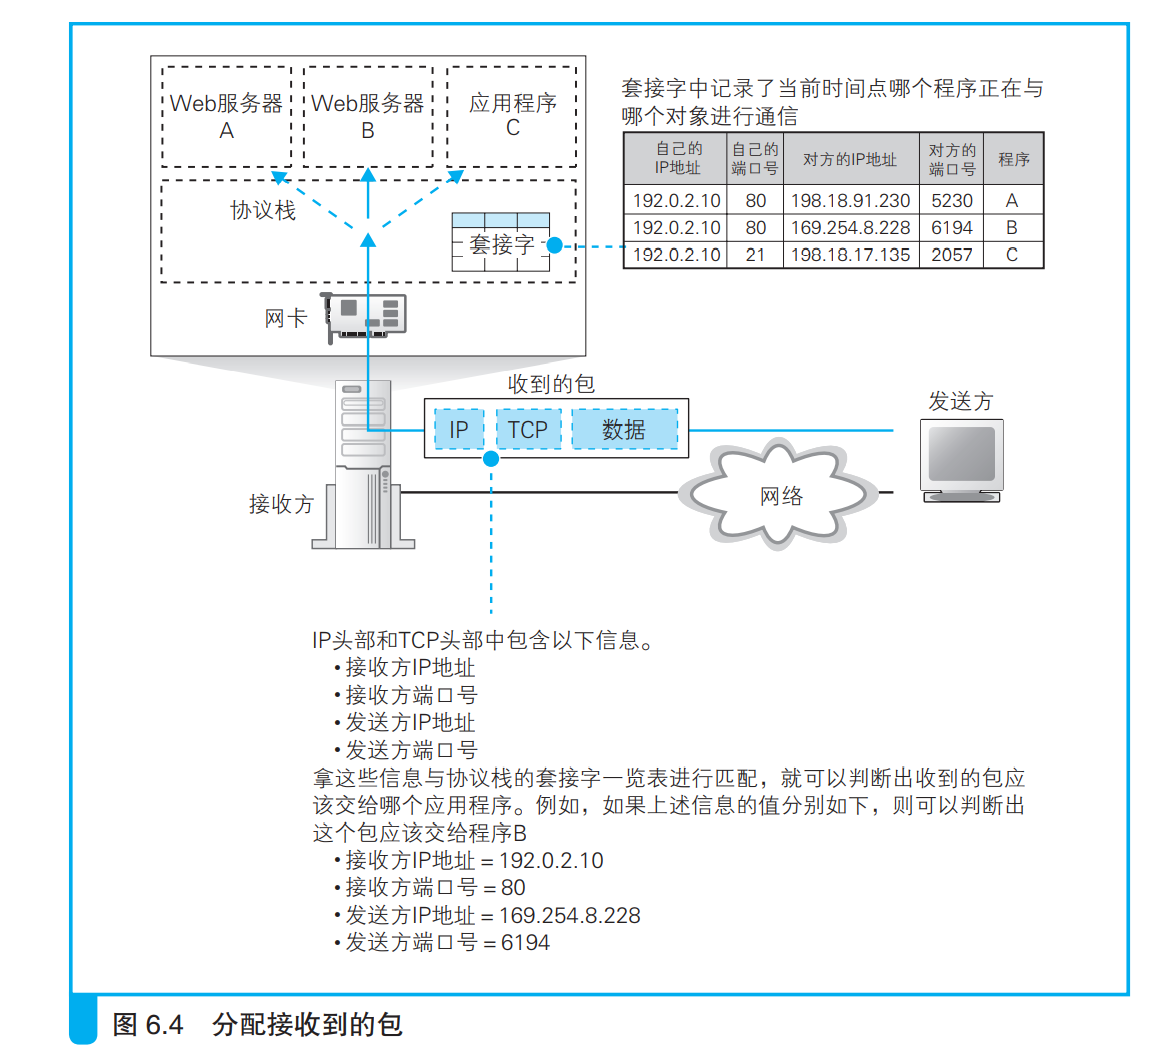 Web服务器
A
Web服务器
B
应用程序
C
协议栈
套接字
网卡
套接字中记录了当前时间点哪个程序正在与
哪个对象进行通信
自己的
IP地址
自己的
端口号
对方的IP地址
对方的
端口号
程序
192.0.2.10 80 198.18.91.230 5230 A
192.0.2.10 80 169.254.8.228 6194 B
192.0.2.10 21 198.18.17.135 2057 C
收到的包
IP TCP 数据
发送方
接收方
网络
IP头部和TCP头部中包含以下信息。
•接收方IP地址
•接收方端口号
•发送方IP地址
•发送方端口号
拿这些信息与协议栈的套接字一览表进行匹配，就可以判断出收到的包应
该交给哪个应用程序。例如，如果上述信息的值分别如下，则可以判断出
这个包应该交给程序B
•接收方IP地址＝192.0.2.10
•接收方端口号＝80
•发送方IP地址＝169.254.8.228
•发送方端口号＝6194
图 6.4 分配接收到的包